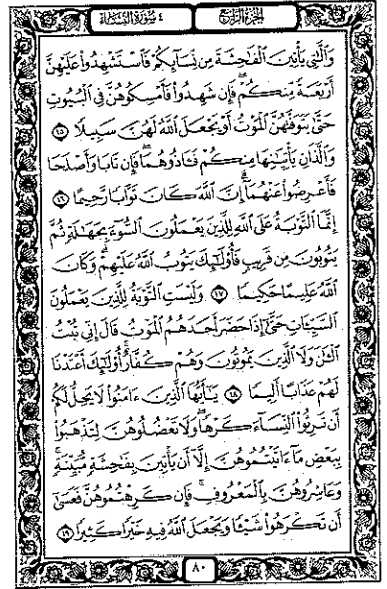 الجزء الرابع
٤ سورة النساء
وَٱلَّٰتِى يَأْتِينَ ٱلْفَٰحِشَةَ مِن نِّسَآئِكُمْ فَٱسْتَشْهِدُوا۟ عَلَيْهِنَّ
أَرْبَعَةً مِّنكُمْ فَإِن شَهِدُوا۟ فَأَمْسِكُوهُنَّ فِى ٱلْبُيُوتِ
حَتَّىٰ يَتَوَفَّىٰهُنَّ ٱلْمَوْتُ أَوْ يَجْعَلَ ٱللَّهُ لَهُنَّ سَبِيلًا ١٥
وَٱلَّذَانِ يَأْتِيَٰنِهَا مِنكُمْ فَـَٔاذُوهُمَا فَإِن تَابَا وَأَصْلَحَا
فَأَعْرِضُوا۟ عَنْهُمَآ إِنَّ ٱللَّهَ كَانَ تَوَّابًا رَّحِيمًا ١٦
إِنَّمَا ٱلتَّوْبَةُ عَلَى ٱللَّهِ لِلَّذِينَ يَعْمَلُونَ ٱلسُّوٓءَ بِجَهَٰلَةٍ ثُمَّ
يَتُوبُونَ مِن قَرِيبٍ فَأُو۟لَٰٓئِكَ يَتُوبُ ٱللَّهُ عَلَيْهِمْ وَكَانَ
ٱللَّهُ عَلِيمًا حَكِيمًا ١٧ وَلَيْسَتِ ٱلتَّوْبَةُ لِلَّذِينَ يَعْمَلُونَ
ٱلسَّيِّـَٔاتِ حَتَّىٰٓ إِذَا حَضَرَ أَحَدَهُمُ ٱلْمَوْتُ قَالَ إِنِّى تُبْتُ
ٱلْـَٰٔنَ وَلَا ٱلَّذِينَ يَمُوتُونَ وَهُمْ كُفَّارٌ أُو۟لَٰٓئِكَ أَعْتَدْنَا
لَهُمْ عَذَابًا أَلِيمًا ١٨ يَٰٓأَيُّهَا ٱلَّذِينَ ءَامَنُوا۟ لَا يَحِلُّ لَكُمْ
أَن تَرِثُوا۟ ٱلنِّسَآءَ كَرْهًا وَلَا تَعْضُلُوهُنَّ لِتَذْهَبُوا۟
بِبَعْضِ مَآ ءَاتَيْتُمُوهُنَّ إِلَّآ أَن يَأْتِينَ بِفَٰحِشَةٍ مُّبَيِّنَةٍ
وَعَاشِرُوهُنَّ بِٱلْمَعْرُوفِ فَإِن كَرِهْتُمُوهُنَّ فَعَسَىٰٓ
أَن تَكْرَهُوا۟ شَيْـًٔا وَيَجْعَلَ ٱللَّهُ فِيهِ خَيْرًا كَثِيرًا ١٩
٨٠